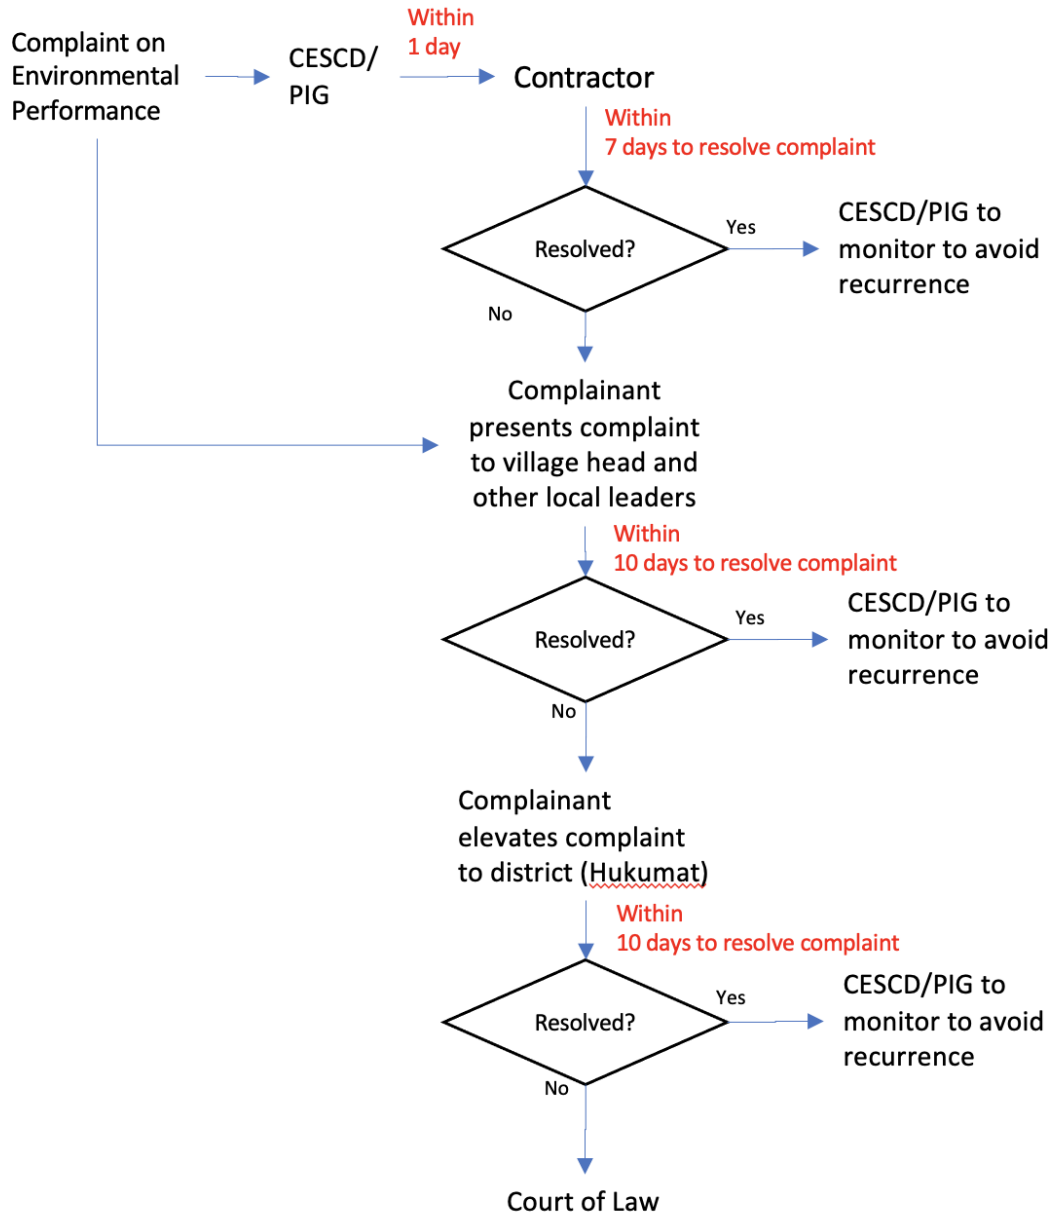 Complaint on
Environmental
Performance
CESCD/
PIG
Within
1 day
Contractor
Within
7 days to resolve complaint
Resolved?
Yes
CESCD/PIG to
monitor to avoid
recurrence
No
Complainant
presents complaint
to village head and
other local leaders
Within
10 days to resolve complaint
Resolved?
Yes
CESCD/PIG to
monitor to avoid
recurrence
No
Complainant
elevates complaint
to district (Hukumat)
Within
10 days to resolve complaint
Resolved?
Yes
CESCD/PIG to
monitor to avoid
recurrence
No
Court of Law